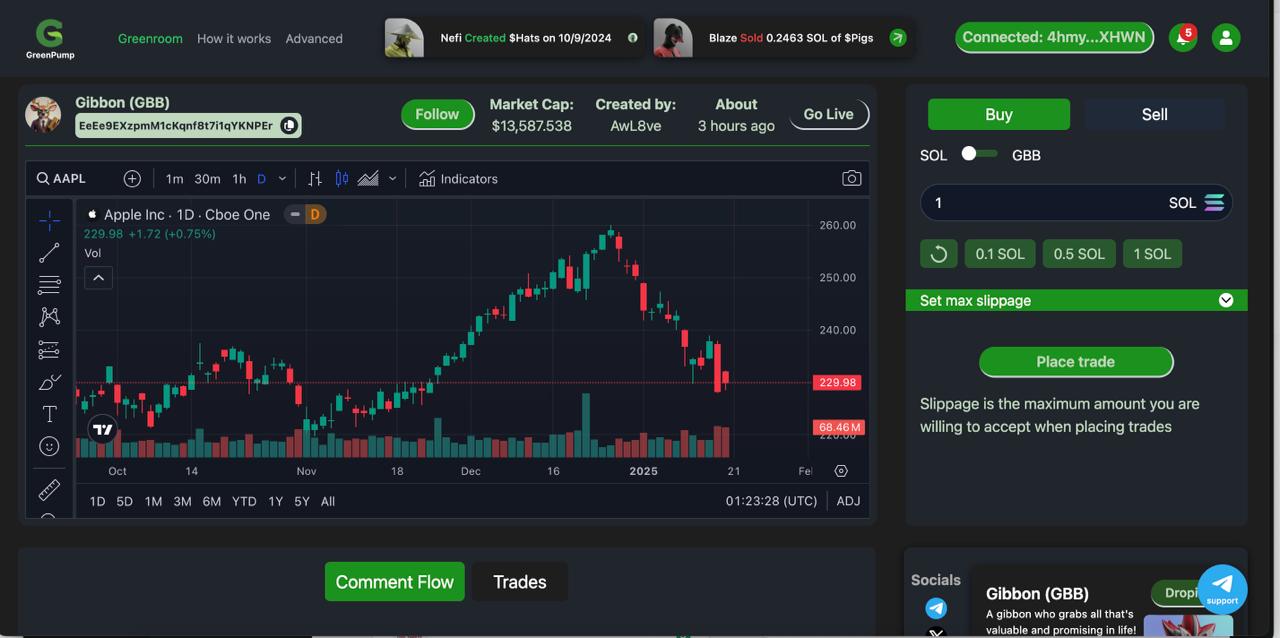 GreenPump
Greenroom
How it works
Advanced
Nefi Created $Hats on 10/9/2024
Blaze Sold 0.2463 SOL of $Pigs
Connected: 4hmy...XHWN
5
Gibbon (GBB)
EeEe9EXzpmM1cKqnf8t7i1qYKNPEr
Follow
Market Cap:
$13,587.538
Created by:
AwL8ve
About
3 hours ago
Go Live
AAPL
1m 30m 1h D
Indicators
Apple Inc · 1D · Cboe One
D
229.98 +1.72 (+0.75%)
Vol
260.00
250.00
240.00
229.98
68.46M
220.00
Oct 14 Nov 18 Dec 16 2025 21 Fel
1D 5D 1M 3M 6M YTD 1Y 5Y All
01:23:28 (UTC)
ADJ
Buy
Sell
SOL
GBB
1
SOL
0.1 SOL
0.5 SOL
1 SOL
Set max slippage
Place trade
Slippage is the maximum amount you are
willing to accept when placing trades
Comment Flow
Trades
Socials
Gibbon (GBB)
Dropi
A gibbon who grabs all that's
valuable and promising in life!
support